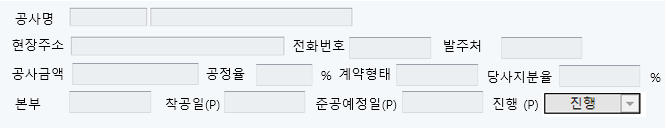 공사명
현장주소 전화번호 발주처
공사금액 공정율 % 계약형태 당사지분율 %
본부 착공일(P) 준공예정일(P) 진행 (P) 진행